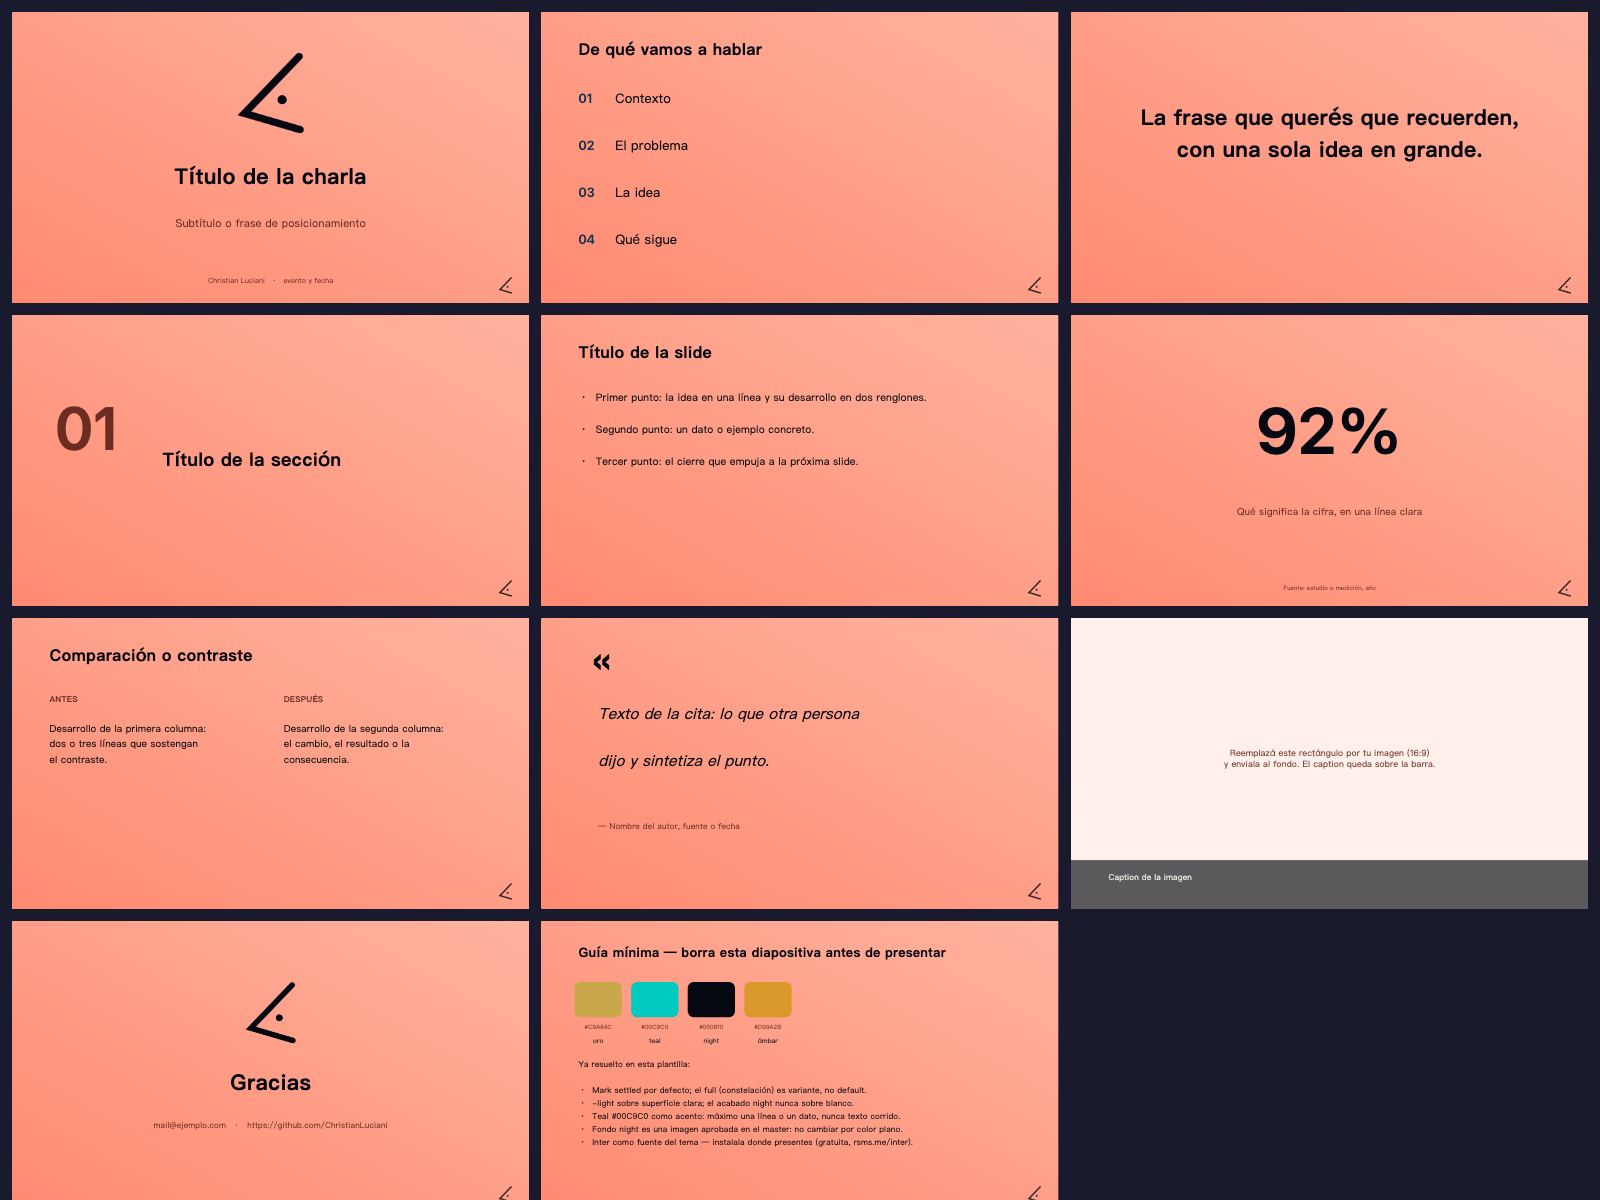 Título de la charla
Subtítulo o frase de posicionamiento
Christian Luciani · evento y fecha
De qué vamos a hablar
01 Contexto
02 El problema
03 La idea
04 Qué sigue
La frase que querés que recuerden,
con una sola idea en grande.
01
Título de la sección
Título de la slide
· Primer punto: la idea en una línea y su desarrollo en dos renglones.
· Segundo punto: un dato o ejemplo concreto.
· Tercer punto: el cierre que empuja a la próxima slide.
92%
Qué significa la cifra, en una línea clara
Fuente: estudio o medición, año
Comparación o contraste
ANTES
Desarrollo de la primera columna:
dos o tres líneas que sostengan
el contraste.
DESPUÉS
Desarrollo de la segunda columna:
el cambio, el resultado o la
consecuencia.
«
Texto de la cita: lo que otra persona
dijo y sintetiza el punto.
— Nombre del autor, fuente o fecha
Reemplazá este rectángulo por tu imagen (16:9)
y enviala al fondo. El caption queda sobre la barra.
Caption de la imagen
Gracias
mail@ejemplo.com · https://github.com/ChristianLuciani
Guía mínima — borra esta diapositiva antes de presentar
#C9A84C #00C9C0 #050810 #D99A2B
oro teal night ámbar
Ya resuelto en esta plantilla:
· Mark settled por defecto; el full (constelación) es variante, no default.
· —light sobre superficie clara; el acabado night nunca sobre blanco.
· Teal #00C9C0 como acento: máximo una línea o un dato, nunca texto corrido.
· Fondo night es una imagen aprobada en el master: no cambiar por color plano.
· Inter como fuente del tema — instalala donde presentes (gratuita, rsms.me/inter).